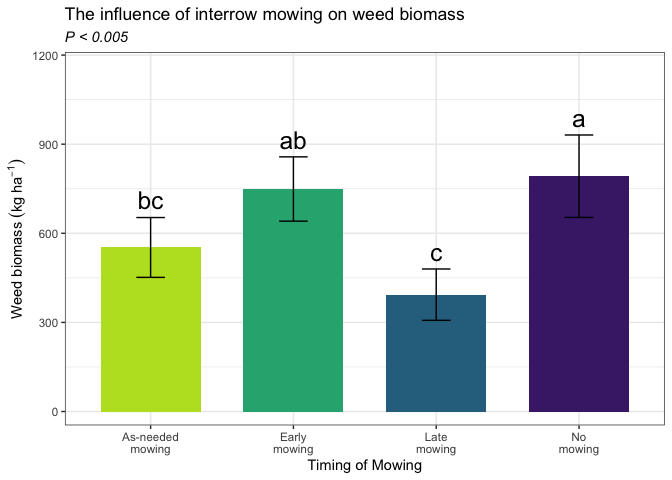 The influence of interrow mowing on weed biomass
P < 0.005
1200
900
600
300
0
Weed biomass (kg ha⁻¹)
bc
ab
c
a
As-needed
mowing
Early
mowing
Late
mowing
No
mowing
Timing of Mowing